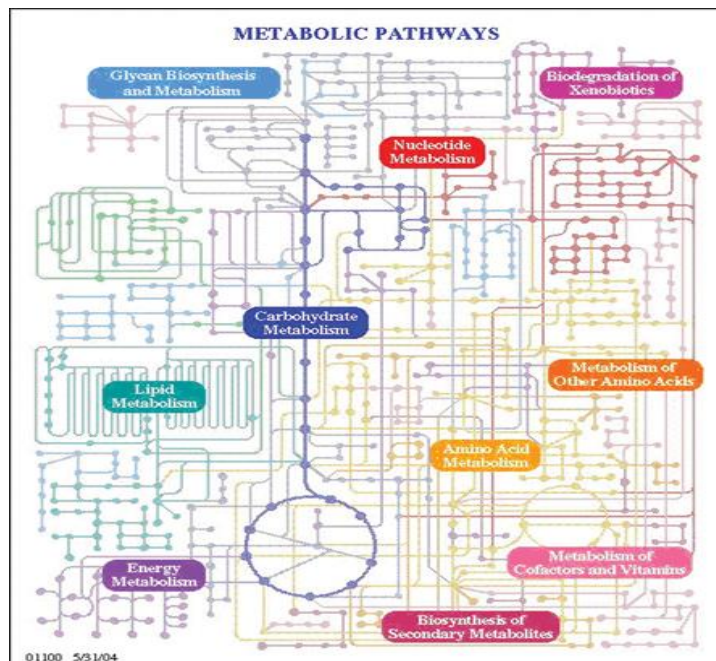 METABOLIC PATHWAYS
Glycan Biosynthesis
and Metabolism
Biodegradation of
Xenobiotics
Nucleotide
Metabolism
Carbohydrate
Metabolism
Lipid
Metabolism
Metabolism of
Other Amino Acids
Amino Acid
Metabolism
Energy
Metabolism
Metabolism of
Cofactors and Vitamins
Biosynthesis of
Secondary Metabolites
01100 5/31/04